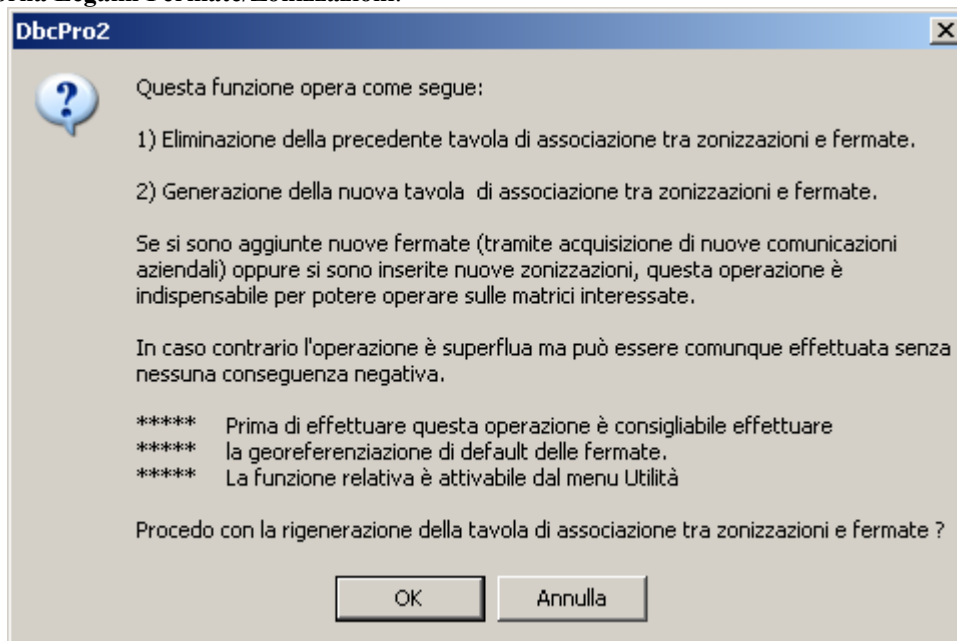 Legami Fermate/Zonizzazioni.
DbcPro2
Questa funzione opera come segue:
1) Eliminazione della precedente tavola di associazione tra zonizzazioni e fermate.
2) Generazione della nuova tavola  di associazione tra zonizzazioni e fermate.
Se si sono aggiunte nuove fermate (tramite acquisizione di nuove comunicazioni
aziendali) oppure si sono inserite nuove zonizzazioni, questa operazione è
indispensabile per potere operare sulle matrici interessate.
In caso contrario l'operazione è superflua ma può essere comunque effettuata senza
nessuna conseguenza negativa.
***** Prima di effettuare questa operazione è consigliabile effettuare
***** la georeferenziazione di default delle fermate.
***** La funzione relativa è attivabile dal menu Utilità
Procedo con la rigenerazione della tavola di associazione tra zonizzazioni e fermate ?
OK
Annulla